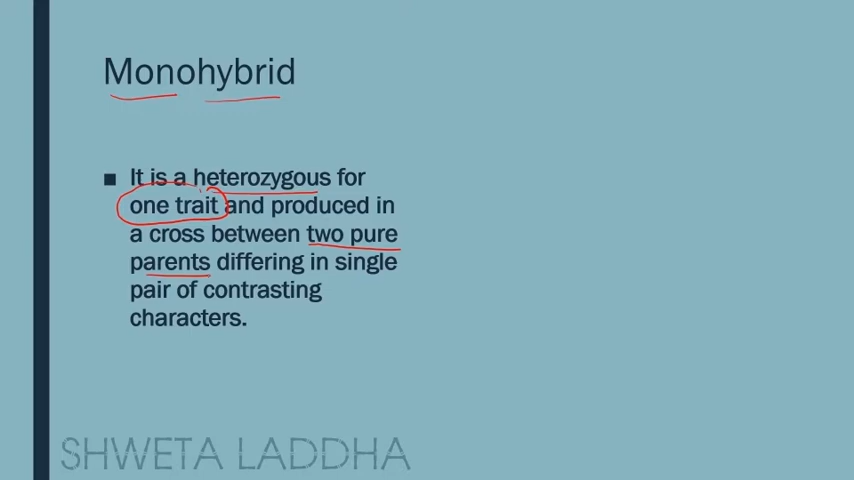 Monohybrid
■ It is a heterozygous for
one trait and produced in
a cross between two pure
parents differing in single
pair of contrasting
characters.
SHWETA LADDHA